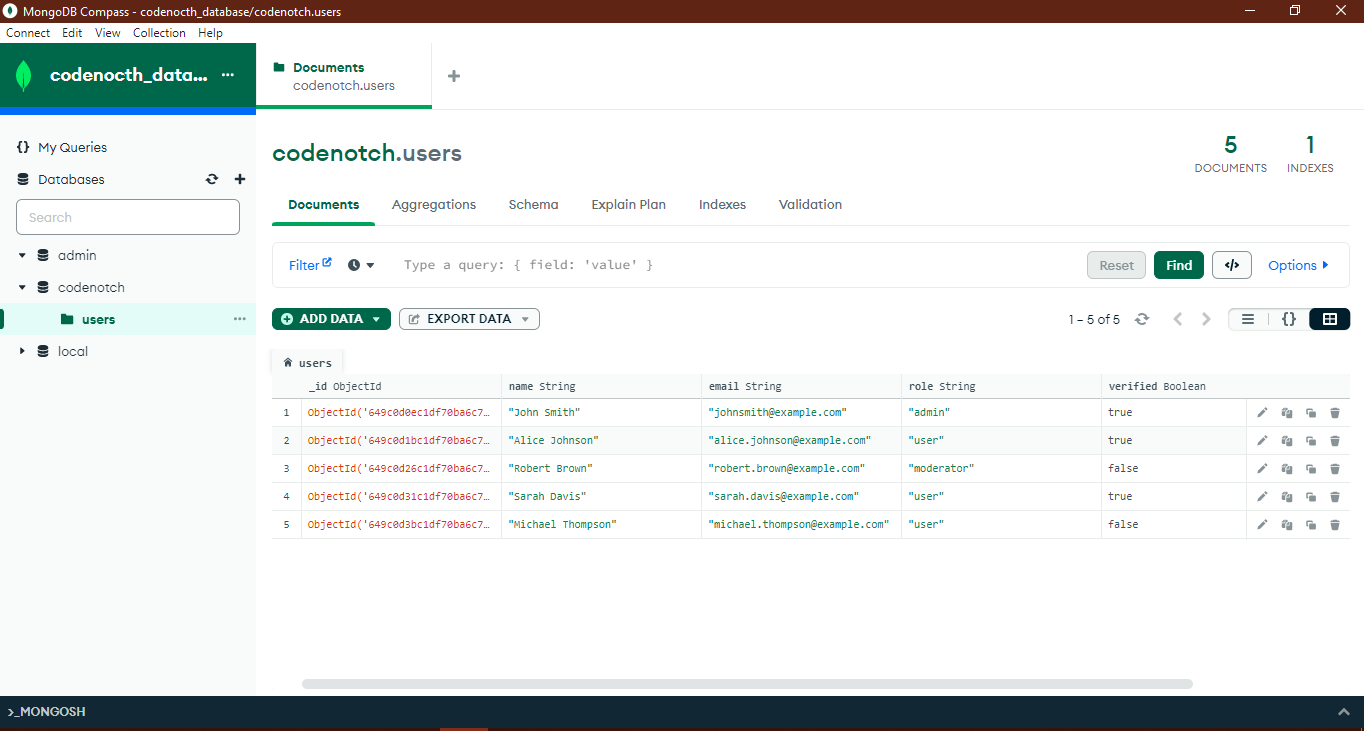 MongoDB Compass - codenocth_database/codenotch.users
Connect Edit View Collection Help
codenocth_data... ...
Documents
codenotch.users
+
{} My Queries
Databases
Search
admin
codenotch
users ...
local
codenotch.users
5
DOCUMENTS
1
INDEXES
Documents Aggregations Schema Explain Plan Indexes Validation
Filter Type a query: { field: 'value' } Reset Find </> Options
ADD DATA EXPORT DATA 1 – 5 of 5 {}
users
_id ObjectId name String email String role String verified Boolean
1 ObjectId('649c0d0ec1df70ba6c7... "John Smith" "johnsmith@example.com" "admin" true
2 ObjectId('649c0d1bc1df70ba6c7... "Alice Johnson" "alice.johnson@example.com" "user" true
3 ObjectId('649c0d26c1df70ba6c7... "Robert Brown" "robert.brown@example.com" "moderator" false
4 ObjectId('649c0d31c1df70ba6c7... "Sarah Davis" "sarah.davis@example.com" "user" true
5 ObjectId('649c0d3bc1df70ba6c7... "Michael Thompson" "michael.thompson@example.com" "user" false
>_MONGOSH